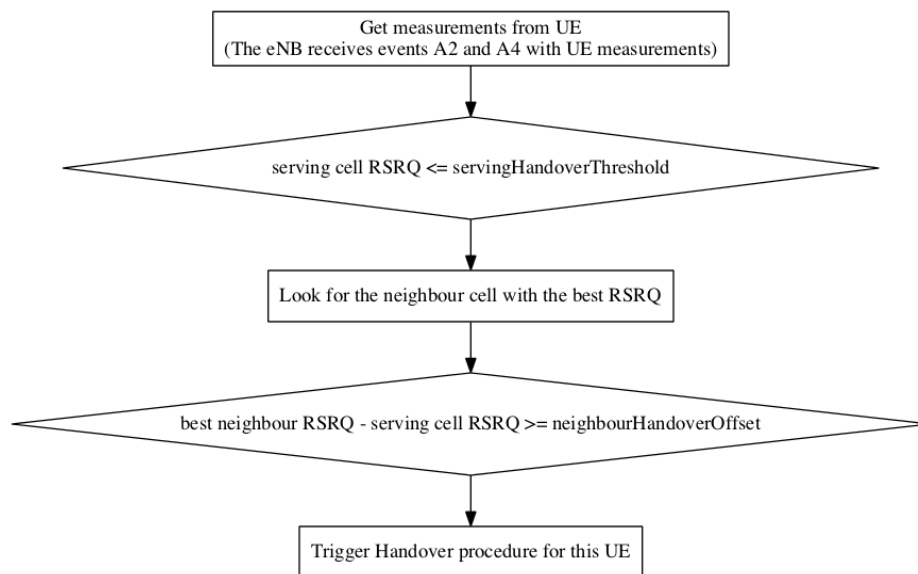 Get measurements from UE
(The eNB receives events A2 and A4 with UE measurements)
serving cell RSRQ <= servingHandoverThreshold
Look for the neighbour cell with the best RSRQ
best neighbour RSRQ - serving cell RSRQ >= neighbourHandoverOffset
Trigger Handover procedure for this UE